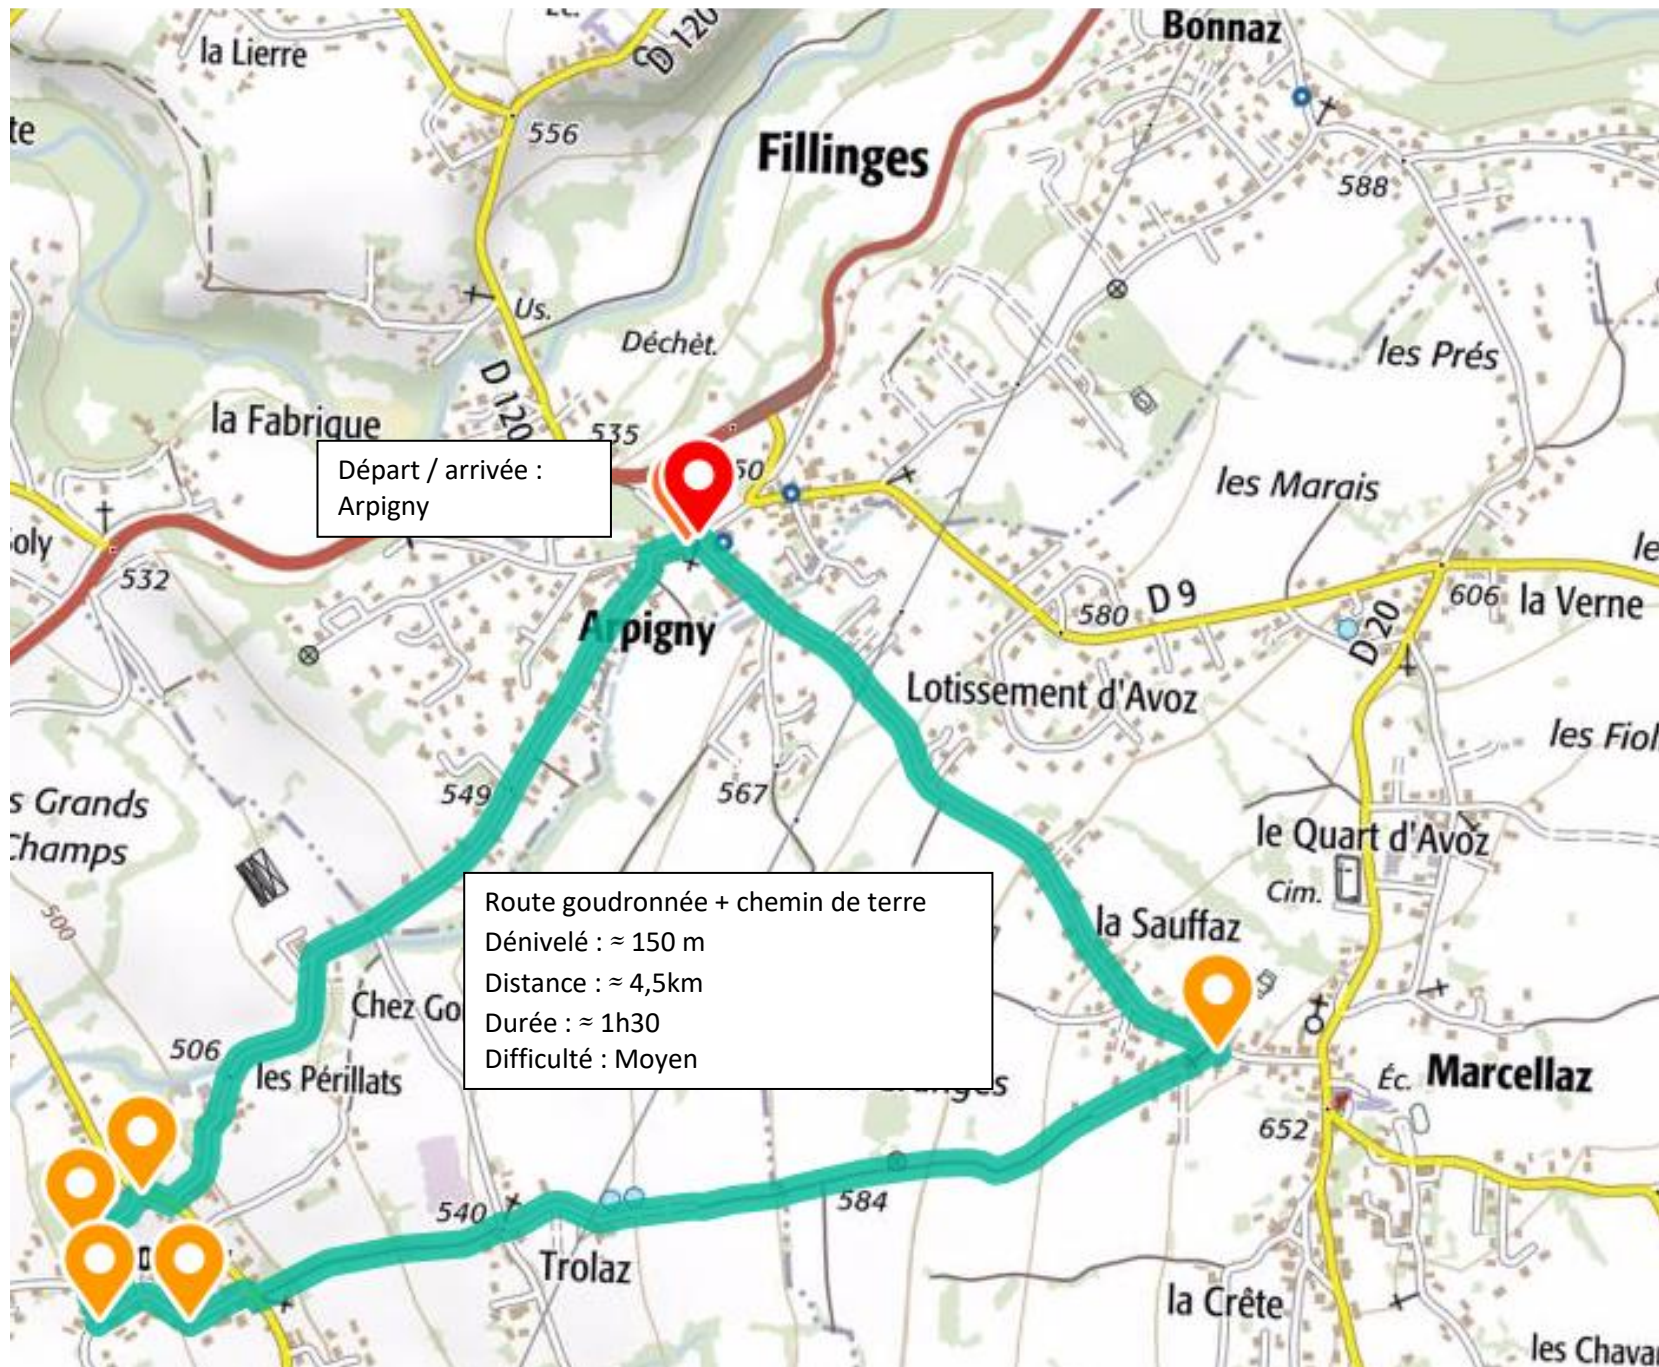 Bonnaz
la Lierre
D 120
556
Fillinges
588
Us.
Déchèt.
les Prés
D 120
la Fabrique
535
Départ / arrivée :
Arpigny
les Marais
532
580
D 9
606
la Verne
D 20
Arpigny
Lotissement d'Avoz
549
567
s Grands
Champs
le Quart d'Avoz
Cim.
500
Route goudronnée + chemin de terre
Dénivelé : ≈ 150 m
Distance : ≈ 4,5km
Durée : ≈ 1h30
Difficulté : Moyen
la Sauffaz
Chez Go
506
les Périllats
Éc.
Marcellaz
652
584
540
Trolaz
la Crête
les Chava